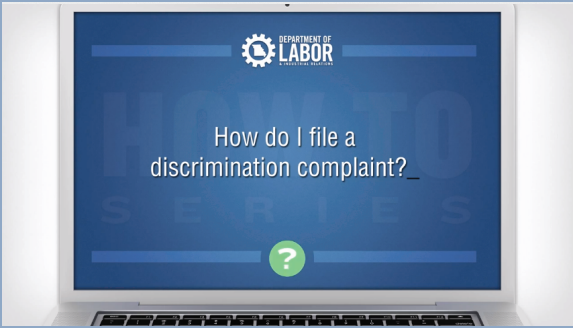 DEPARTMENT OF
LABOR
& INDUSTRIAL RELATIONS
HOW TO
How do I file a
discrimination complaint?_
SERIES
?